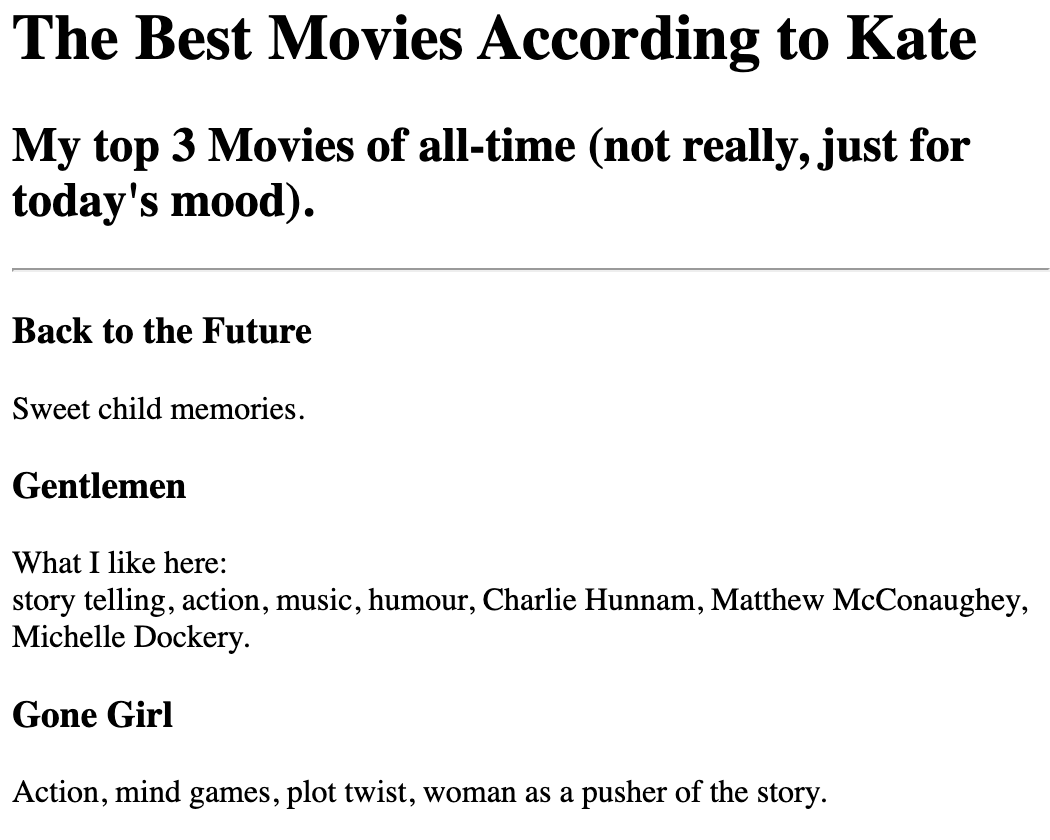 The Best Movies According to Kate
My top 3 Movies of all-time (not really, just for
today's mood).
Back to the Future
Sweet child memories.
Gentlemen
What I like here:
story telling, action, music, humour, Charlie Hunnam, Matthew McConaughey,
Michelle Dockery.
Gone Girl
Action, mind games, plot twist, woman as a pusher of the story.